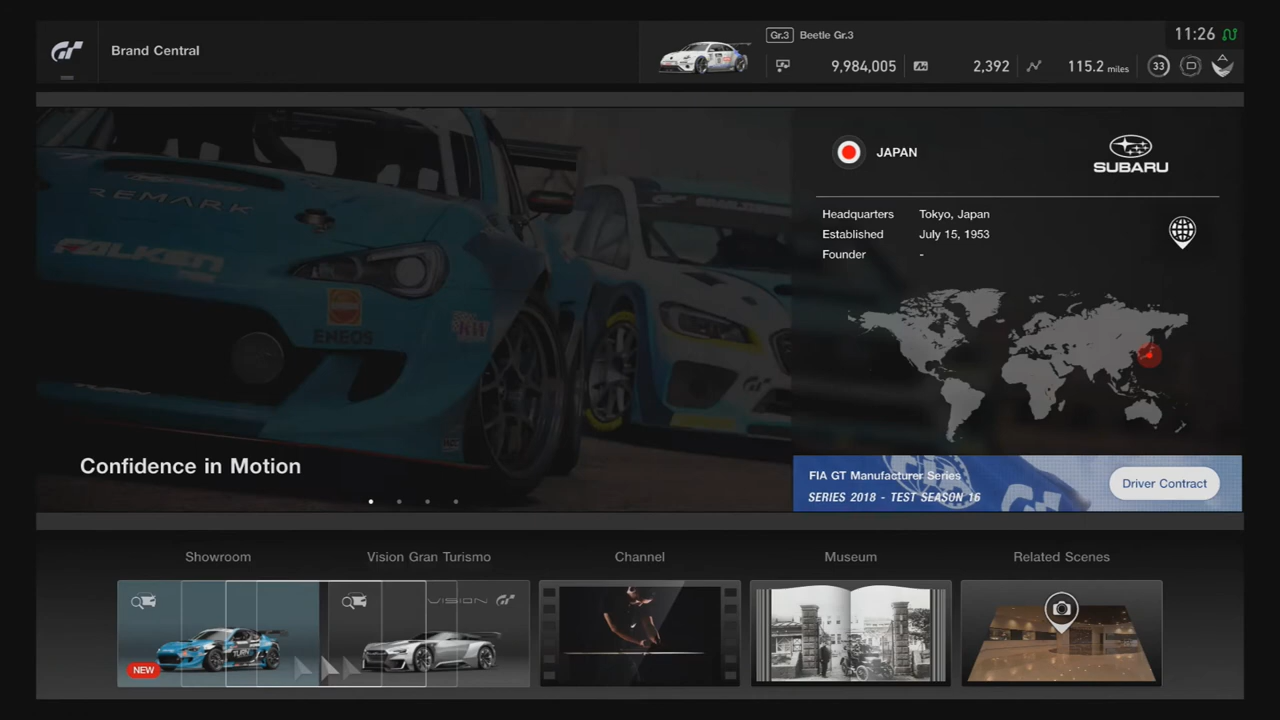 Brand Central
Gr.3 Beetle Gr.3
11:26
9,984,005
2,392
115.2 miles
33
REMARK
FALKEN
ENEOS
KW
JAPAN
SUBARU
Headquarters Tokyo, Japan
Established July 15, 1953
Founder -
Confidence in Motion
FIA GT Manufacturer Series
SERIES 2018 - TEST SEASON 16
Driver Contract
Showroom
Vision Gran Turismo
Channel
Museum
Related Scenes
VISION GT
NEW